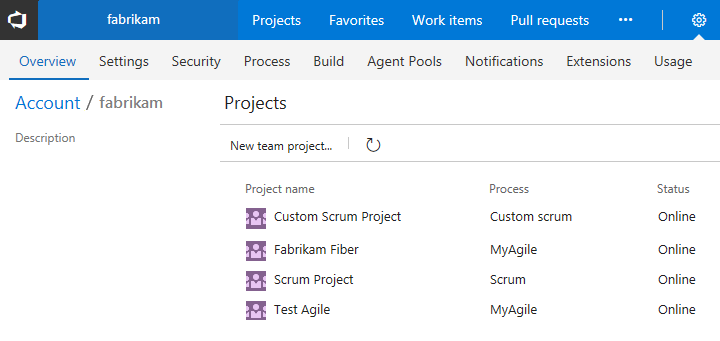 fabrikam Projects Favorites Work items Pull requests ...
Overview Settings Security Process Build Agent Pools Notifications Extensions Usage
Account / fabrikam
Description
Projects
New team project...
Project name Process Status
Custom Scrum Project Custom scrum Online
Fabrikam Fiber MyAgile Online
Scrum Project Scrum Online
Test Agile MyAgile Online